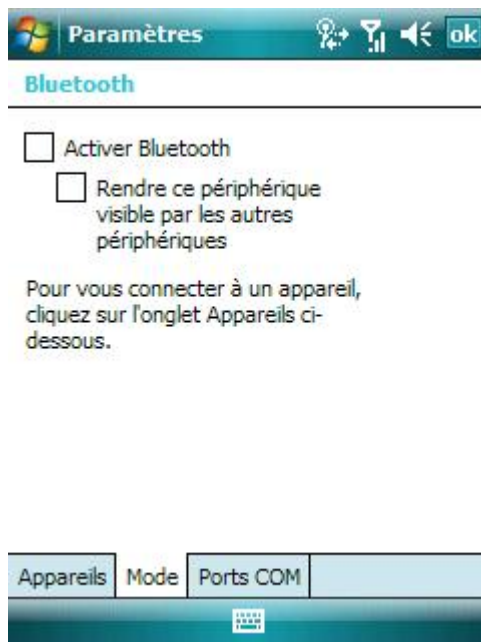 Paramètres ok
Bluetooth
Activer Bluetooth
Rendre ce périphérique
visible par les autres
périphériques
Pour vous connecter à un appareil,
cliquez sur l'onglet Appareils ci-
dessous.
Appareils Mode Ports COM